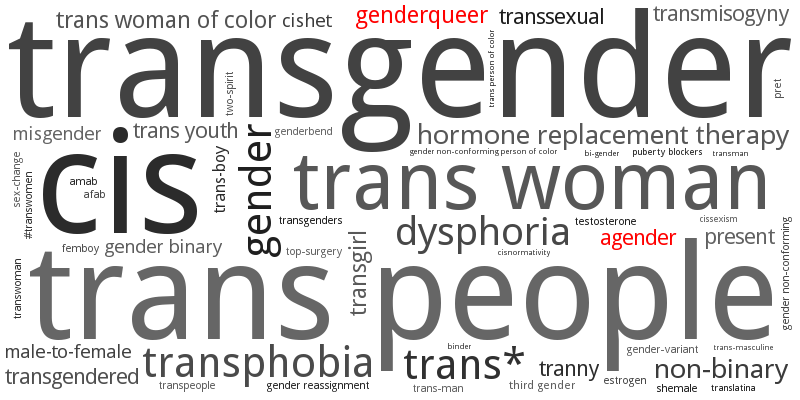 trans woman of color
cishet
genderqueer
transsexual
transmisogyny
transgender
two-spirit
trans person of color
pret
misgender
trans youth
genderbend
hormone replacement therapy
gender non-conforming person of color
bi-gender
puberty blockers
transman
sex-change
#transwomen
cis
amab
afab
trans-boy
gender
trans woman
transgenders
testosterone
cissexism
dysphoria
agender
present
gender non-conforming
femboy
gender binary
top-surgery
transgirl
cisnormativity
transwoman
trans people
male-to-female
transphobia
binder
trans*
gender-variant
trans-masculine
tranny
non-binary
transgendered
transpeople
gender reassignment
trans-man
third gender
estrogen
shemale
translatina